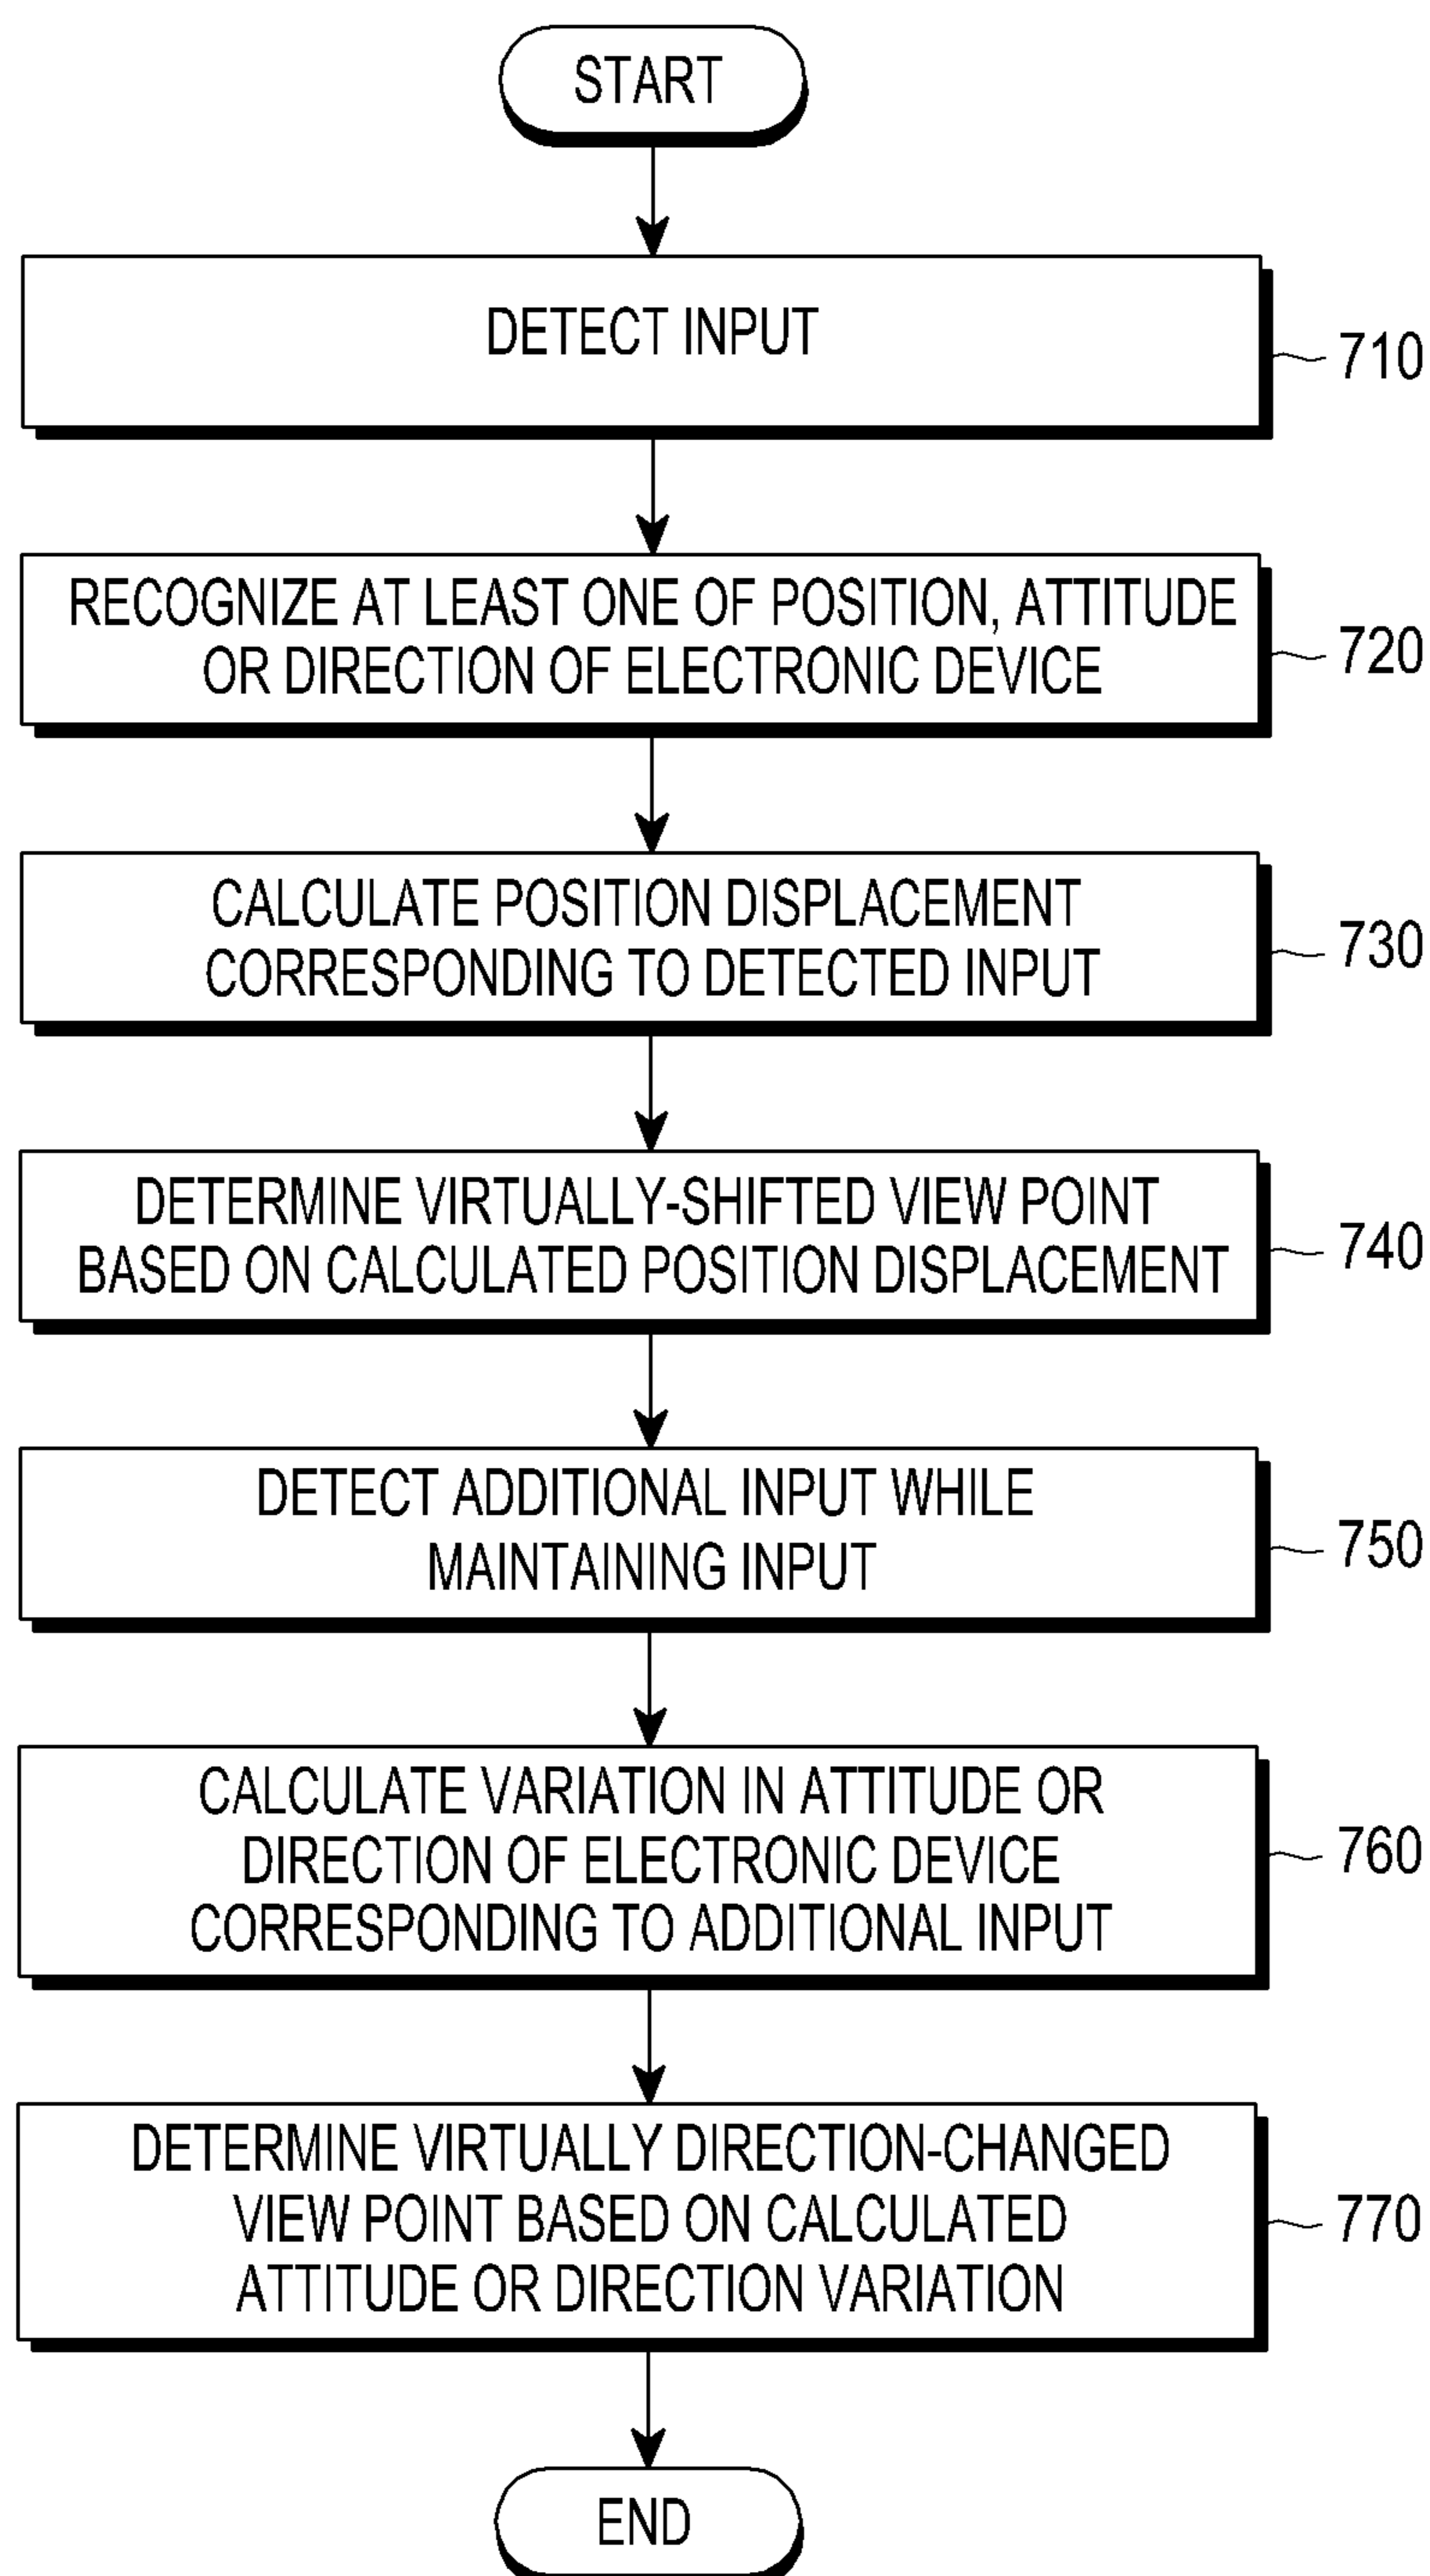 START
DETECT INPUT
710
RECOGNIZE AT LEAST ONE OF POSITION, ATTITUDE
OR DIRECTION OF ELECTRONIC DEVICE
720
CALCULATE POSITION DISPLACEMENT
CORRESPONDING TO DETECTED INPUT
730
DETERMINE VIRTUALLY-SHIFTED VIEW POINT
BASED ON CALCULATED POSITION DISPLACEMENT
740
DETECT ADDITIONAL INPUT WHILE
MAINTAINING INPUT
750
CALCULATE VARIATION IN ATTITUDE OR
DIRECTION OF ELECTRONIC DEVICE
CORRESPONDING TO ADDITIONAL INPUT
760
DETERMINE VIRTUALLY DIRECTION-CHANGED
VIEW POINT BASED ON CALCULATED
ATTITUDE OR DIRECTION VARIATION
770
END